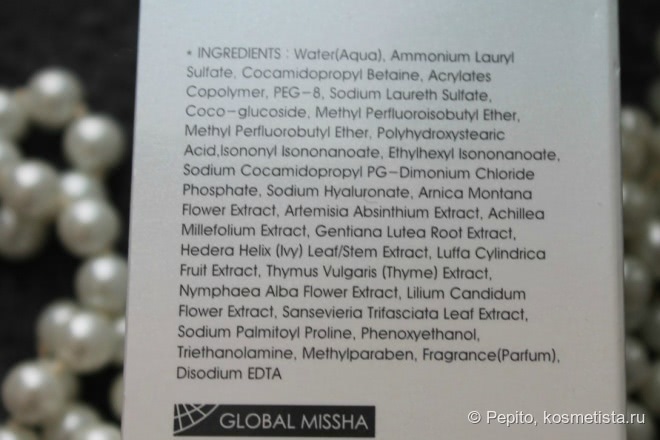 • INGREDIENTS : Water(Aqua), Ammonium Lauryl
Sulfate, Cocamidopropyl Betaine, Acrylates
Copolymer, PEG-8, Sodium Laureth Sulfate,
Coco-glucoside, Methyl Perfluoroisobutyl Ether,
Methyl Perfluorobutyl Ether, Polyhydroxystearic
Acid,Isononyl Isononanoate, Ethylhexyl Isononanoate,
Sodium Cocamidopropyl PG-Dimonium Chloride
Phosphate, Sodium Hyaluronate, Arnica Montana
Flower Extract, Artemisia Absinthium Extract, Achillea
Millefolium Extract, Gentiana Lutea Root Extract,
Hedera Helix (Ivy) Leaf/Stem Extract, Luffa Cylindrica
Fruit Extract, Thymus Vulgaris (Thyme) Extract,
Nymphaea Alba Flower Extract, Lilium Candidum
Flower Extract, Sansevieria Trifasciata Leaf Extract,
Sodium Palmitoyl Proline, Phenoxyethanol,
Triethanolamine, Methylparaben, Fragrance(Parfum),
Disodium EDTA
GLOBAL MISSHA
© Pepito, kosmetista.ru